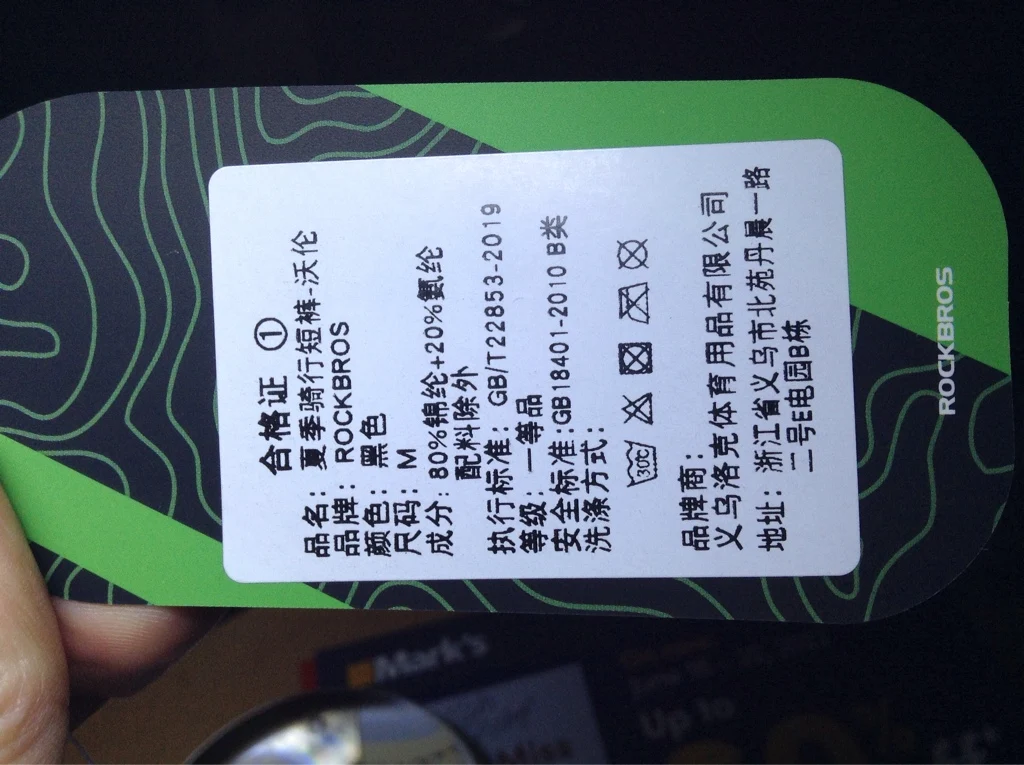 合格证 ①
品名：夏季骑行短裤-沃伦
品牌：ROCKBROS
颜色：黑色
尺码：M
成分：80%锦纶+20%氨纶
配料除外
执行标准：GB/T22853-2019
等级：一等品
安全标准:GB18401-2010 B类
洗涤方式：
30℃
品牌商：
义乌洛克体育用品有限公司
地址：浙江省义乌市北苑丹晨一路
二号E电园B栋
ROCKBROS
Mark's
Up to